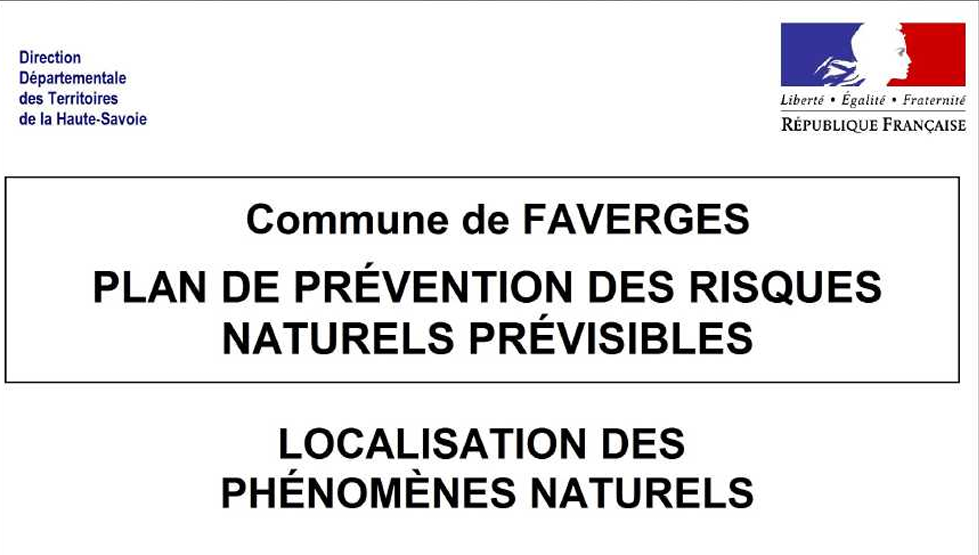 Direction
Départementale
des Territoires
de la Haute-Savoie
Liberté • Égalité • Fraternité
RÉPUBLIQUE FRANÇAISE
Commune de FAVERGES
PLAN DE PRÉVENTION DES RISQUES
NATURELS PRÉVISIBLES
LOCALISATION DES
PHÉNOMÈNES NATURELS